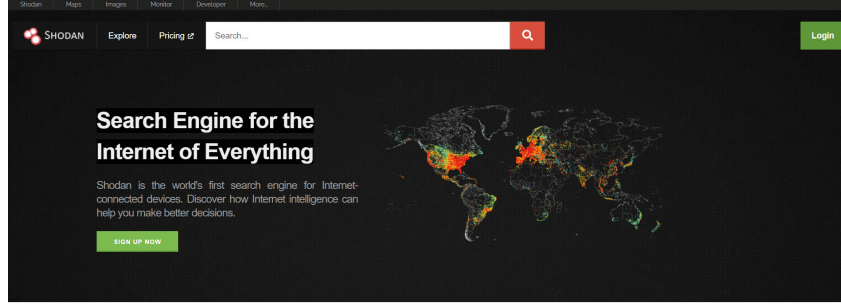 Shodan Maps Images Monitor Developer More...
SHODAN Explore Pricing Search... Login
Search Engine for the
Internet of Everything
Shodan is the world's first search engine for Internet-
connected devices. Discover how Internet intelligence can
help you make better decisions.
SIGN UP NOW